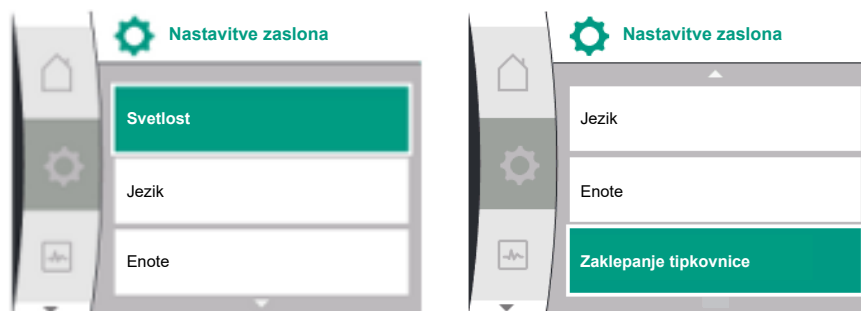 Nastavitve zaslona
Svetlost
Jezik
Enote
Nastavitve zaslona
Jezik
Enote
Zaklepanje tipkovnice